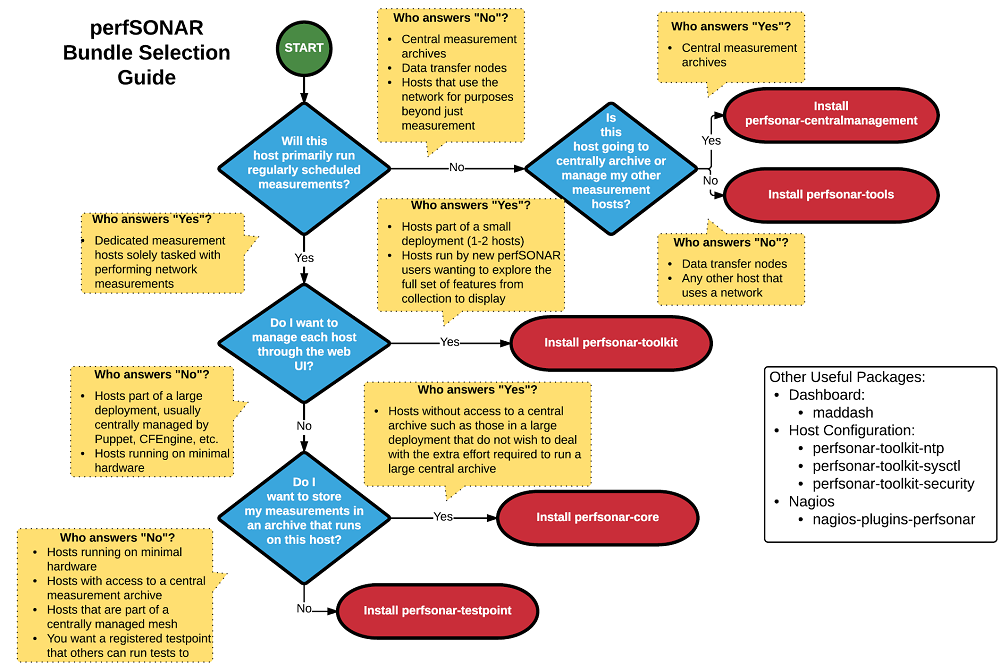 perfSONAR
Bundle Selection
Guide
START
Who answers "No"?
• Central measurement
archives
• Data transfer nodes
• Hosts that use the
network for purposes
beyond just
measurement
Who answers "Yes"?
• Central measurement
archives
Will this
host primarily run
regularly scheduled
measurements?
No
Is
this
host going to
centrally archive or
manage my other
measurement
hosts?
Yes
No
Install
perfsonar-centralmanagement
Install perfsonar-tools
Who answers "No"?
• Data transfer nodes
• Any other host that
uses a network
Who answers "Yes"?
• Dedicated measurement
hosts solely tasked with
performing network
measurements
Yes
Who answers "Yes"?
• Hosts part of a small
deployment (1-2 hosts)
• Hosts run by new perfSONAR
users wanting to explore the
full set of features from
collection to display
Do I want to
manage each host
through the web
UI?
Yes
Install perfsonar-toolkit
Who answers "No"?
• Hosts part of a large
deployment, usually
centrally managed by
Puppet, CFEngine, etc.
• Hosts running on minimal
hardware
No
Who answers "Yes"?
• Hosts without access to a central
archive such as those in a large
deployment that do not wish to deal
with the extra effort required to run a
large central archive
Do I
want to store
my measurements in
an archive that runs
on this host?
Yes
Install perfsonar-core
Who answers "No"?
• Hosts running on minimal
hardware
• Hosts with access to a central
measurement archive
• Hosts that are part of a
centrally managed mesh
• You want a registered testpoint
that others can run tests to
No
Install perfsonar-testpoint
Other Useful Packages:
• Dashboard:
• maddash
• Host Configuration:
• perfsonar-toolkit-ntp
• perfsonar-toolkit-sysctl
• perfsonar-toolkit-security
• Nagios
• nagios-plugins-perfsonar